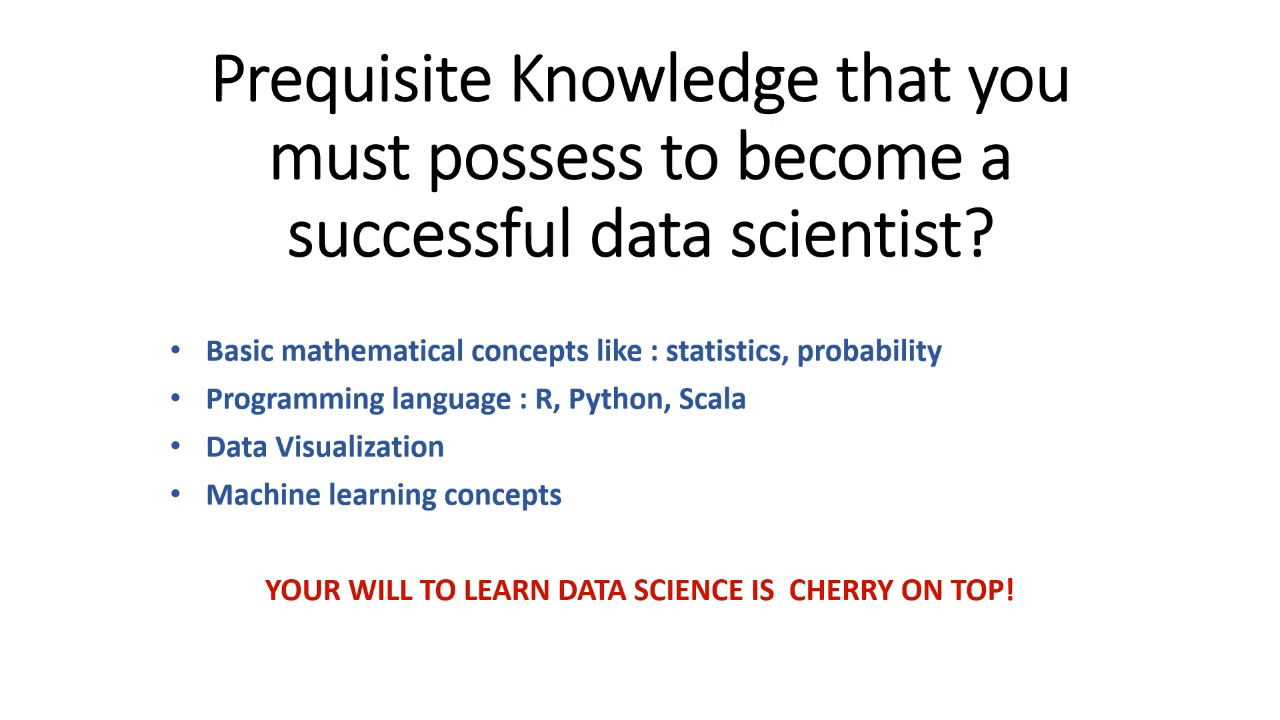 Prequisite Knowledge that you
must possess to become a
successful data scientist?
• Basic mathematical concepts like : statistics, probability
• Programming language : R, Python, Scala
• Data Visualization
• Machine learning concepts
YOUR WILL TO LEARN DATA SCIENCE IS  CHERRY ON TOP!